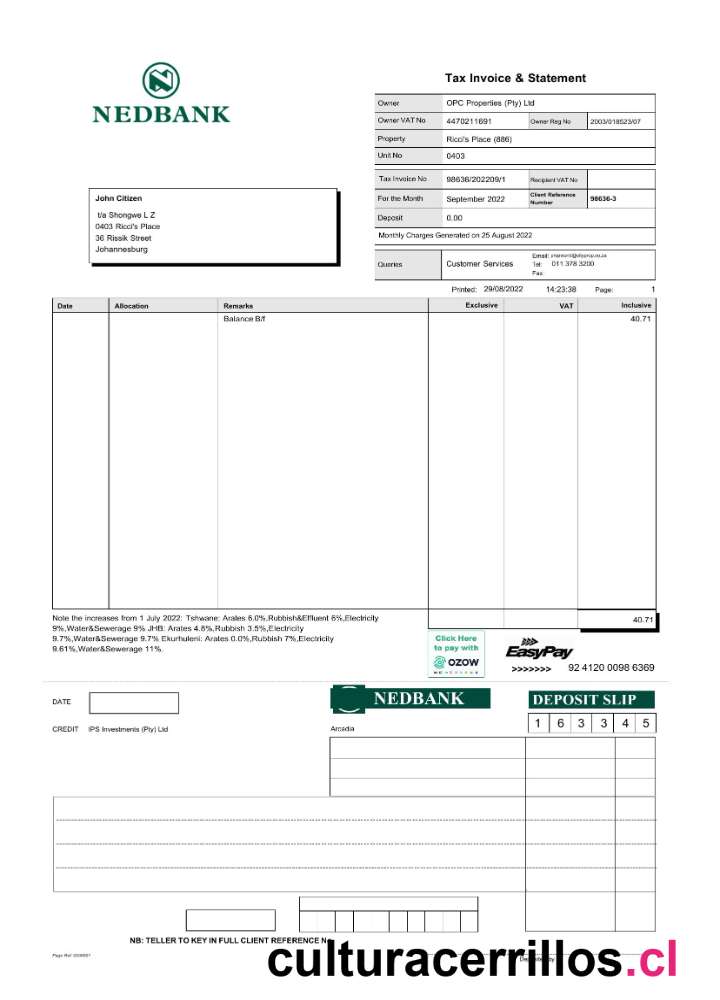 NEDBANK
Tax Invoice & Statement
Owner OPC Properties (Pty) Ltd
Owner VAT No 4470211691 Owner Reg No 2003/018523/07
Property Ricci's Place (886)
Unit No 0403
Tax Invoice No 98636/202209/1 Recipient VAT No
For the Month September 2022 Client Reference Number 98636-3
Deposit 0.00
Monthly Charges Generated on 25 August 2022
Queries Customer Services
Email:
Tel: 011 378 3200
Fax:
John Citizen
t/a Shongwe L Z
0403 Ricci's Place
36 Rissik Street
Johannesburg
Printed: 29/08/2022 14:23:38 Page: 1
Date Allocation Remarks Exclusive VAT Inclusive
Balance B/f 40.71
40.71
Note the increases from 1 July 2022: Tshwane: Arates 6.0%,Rubbish&Effluent 6%,Electricity
9%,Water&Sewerage 9% JHB: Arates 4.8%,Rubbish 3.5%,Electricity
9.7%,Water&Sewerage 9.7% Ekurhuleni: Arates 0.0%,Rubbish 7%,Electricity
9.61%,Water&Sewerage 11%.
Click Here
to pay with
OZOW
EasyPay
>>>>>>> 92 4120 0098 6369
DATE
NEDBANK
DEPOSIT SLIP
CREDIT IPS Investments (Pty) Ltd
Arcadia
1 6 3 3 4 5
NB: TELLER TO KEY IN FULL CLIENT REFERENCE N
culturacerrillos.cl